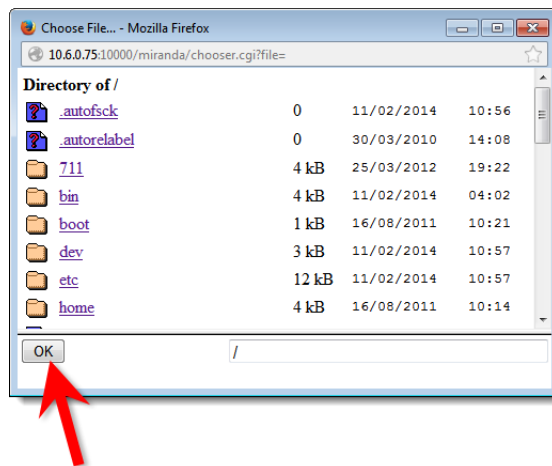 Choose File... - Mozilla Firefox
10.6.0.75:10000/miranda/chooser.cgi?file=
Directory of /
.autofsck 0 11/02/2014 10:56
.autorelabel 0 30/03/2010 14:08
711 4 kB 25/03/2012 19:22
bin 4 kB 11/02/2014 04:02
boot 1 kB 16/08/2011 10:21
dev 3 kB 11/02/2014 10:57
etc 12 kB 11/02/2014 10:57
home 4 kB 16/08/2011 10:14
OK /